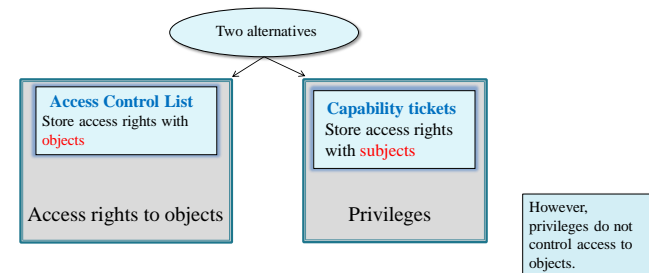 Two alternatives
Access Control List
Store access rights with
objects
Access rights to objects
Capability tickets
Store access rights
with subjects
Privileges
However,
privileges do not
control access to
objects.